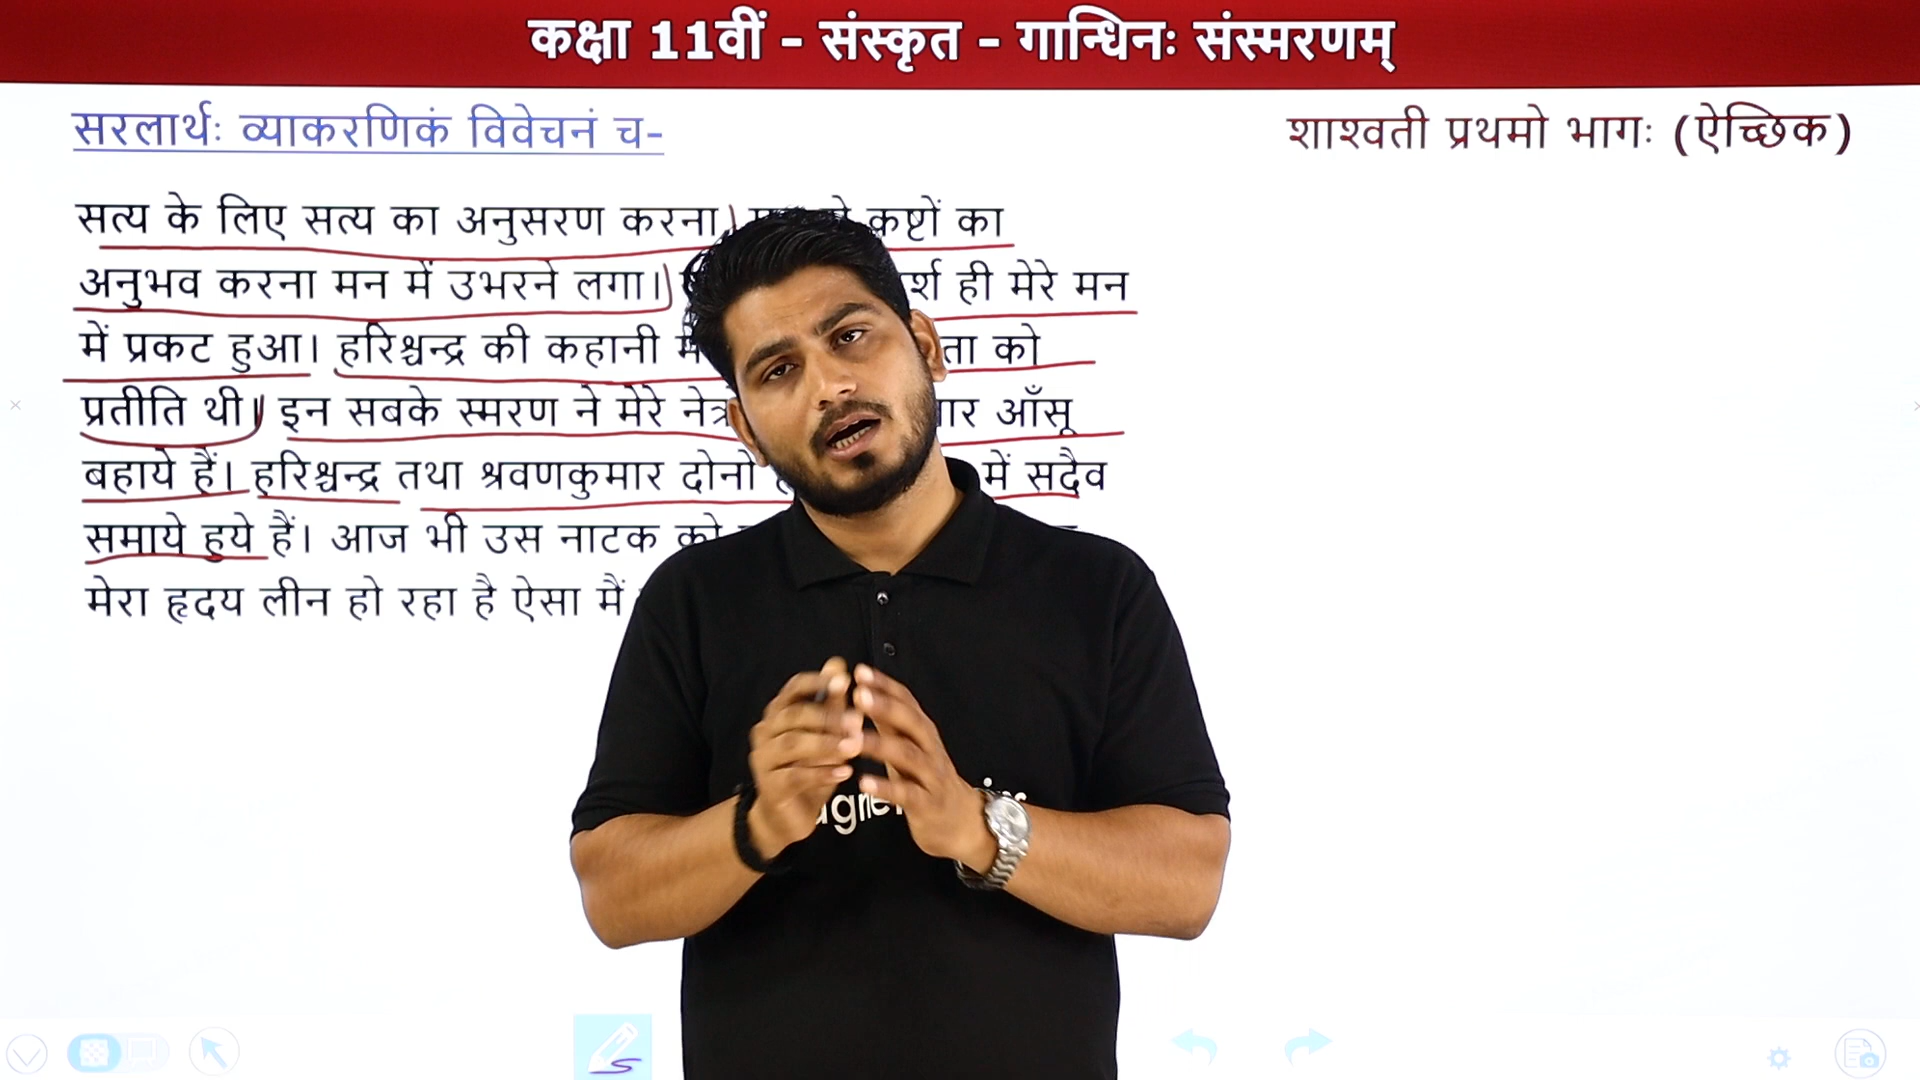 कक्षा 11वीं - संस्कृत - गान्धिनः संस्मरणम्
सरलार्थः व्याकरणिकं विवेचनं च-
शाश्वती प्रथमो भागः (ऐच्छिक)
सत्य के लिए सत्य का अनुसरण करना। कष्टों का
अनुभव करना मन में उभरने लगा। ही मेरे मन
में प्रकट हुआ। हरिश्चन्द्र की कहानी को
प्रतीति थी। इन सबके स्मरण ने मेरे आँसू
बहाये हैं। हरिश्चन्द्र तथा श्रवणकुमार दोनो में सदैव
समाये हुये हैं। आज भी उस नाटक को
मेरा हृदय लीन हो रहा है ऐसा मैं